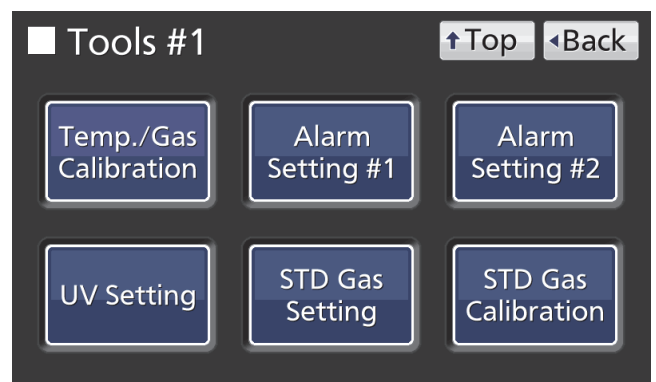 Tools #1
Top
Back
Temp./Gas
Calibration
Alarm
Setting #1
Alarm
Setting #2
UV Setting
STD Gas
Setting
STD Gas
Calibration